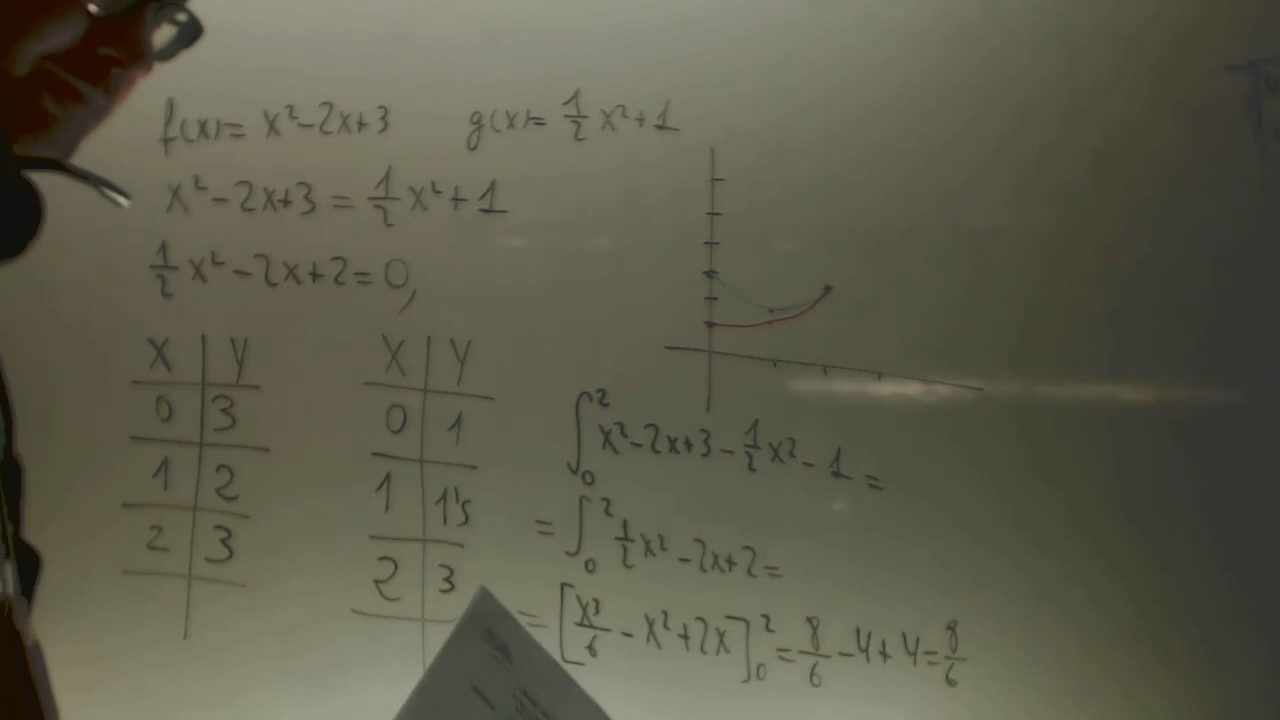 f(x)= x²-2x+3 g(x)= 1/2 x²+1
x²-2x+3 = 1/2 x²+1
1/2 x²-2x+2=0,
x y
0 3
1 2
2 3
x y
0 1
1 1's
2 3
∫₀² x²-2x+3-1/2 x²-1 =
= ∫₀² 1/2 x²-2x+2 =
= [x³/6 - x²+2x]₀² = 8/6 -4+4= 8/6